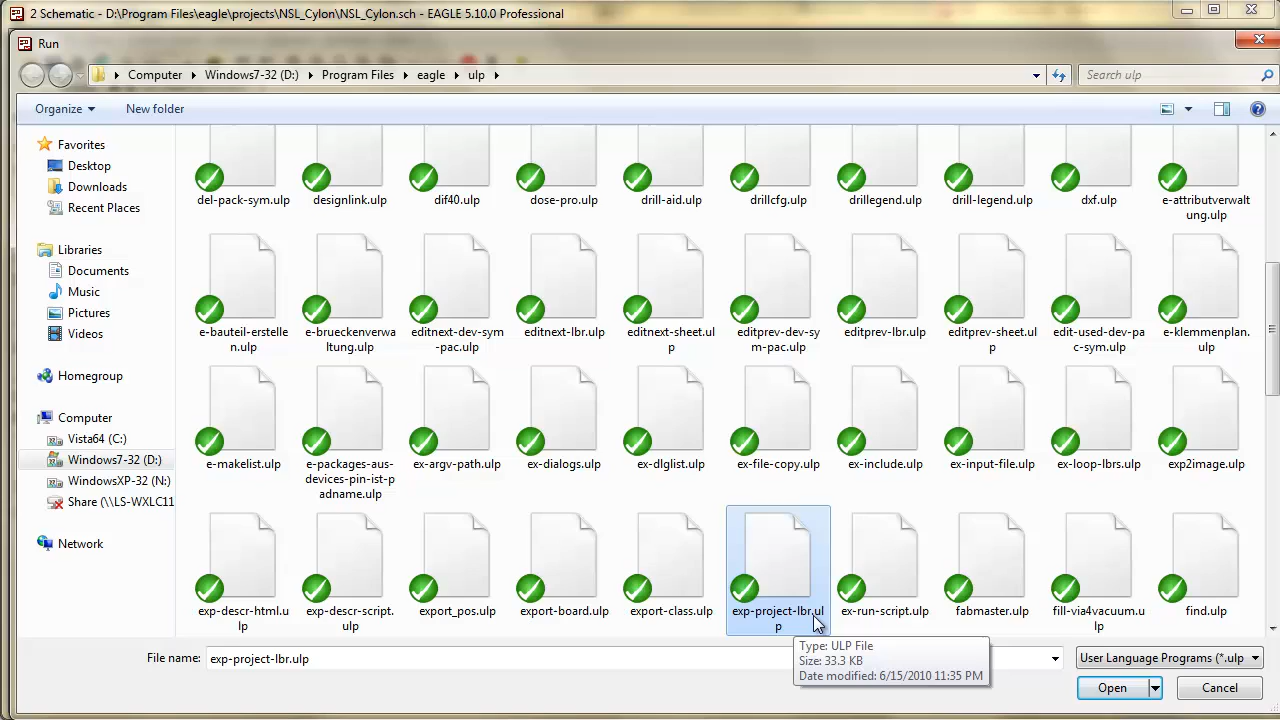 2 Schematic - D:\Program Files\eagle\projects\NSL_Cylon\NSL_Cylon.sch - EAGLE 5.10.0 Professional
Run
Computer Windows7-32 (D:) Program Files eagle ulp
Search ulp
Organize New folder
Favorites
Desktop
Downloads
Recent Places
Libraries
Documents
Music
Pictures
Videos
Homegroup
Computer
Vista64 (C:)
Windows7-32 (D:)
WindowsXP-32 (N:)
Share (\\LS-WXLC11
Network
del-pack-sym.ulp
designlink.ulp
dif40.ulp
dose-pro.ulp
drill-aid.ulp
drillcfg.ulp
drillegend.ulp
drill-legend.ulp
dxf.ulp
e-attributverwal
tung.ulp
e-bauteil-erstelle
n.ulp
e-brueckenverwa
ltung.ulp
editnext-dev-sym
-pac.ulp
editnext-lbr.ulp
editnext-sheet.ul
p
editprev-dev-sy
m-pac.ulp
editprev-lbr.ulp
editprev-sheet.ul
p
edit-used-dev-pa
c-sym.ulp
e-klemmenplan.
ulp
e-makelist.ulp
e-packages-aus-
devices-pin-ist-p
adname.ulp
ex-argv-path.ulp
ex-dialogs.ulp
ex-dlglist.ulp
ex-file-copy.ulp
ex-include.ulp
ex-input-file.ulp
ex-loop-lbrs.ulp
exp2image.ulp
exp-descr-html.u
lp
exp-descr-script.
ulp
export_pos.ulp
export-board.ulp
export-class.ulp
exp-project-lbr.ul
p
ex-run-script.ulp
fabmaster.ulp
fill-via4vacuum.u
lp
find.ulp
Type: ULP File
Size: 33.3 KB
Date modified: 6/15/2010 11:35 PM
File name: exp-project-lbr.ulp
User Language Programs (*.ulp
Open Cancel